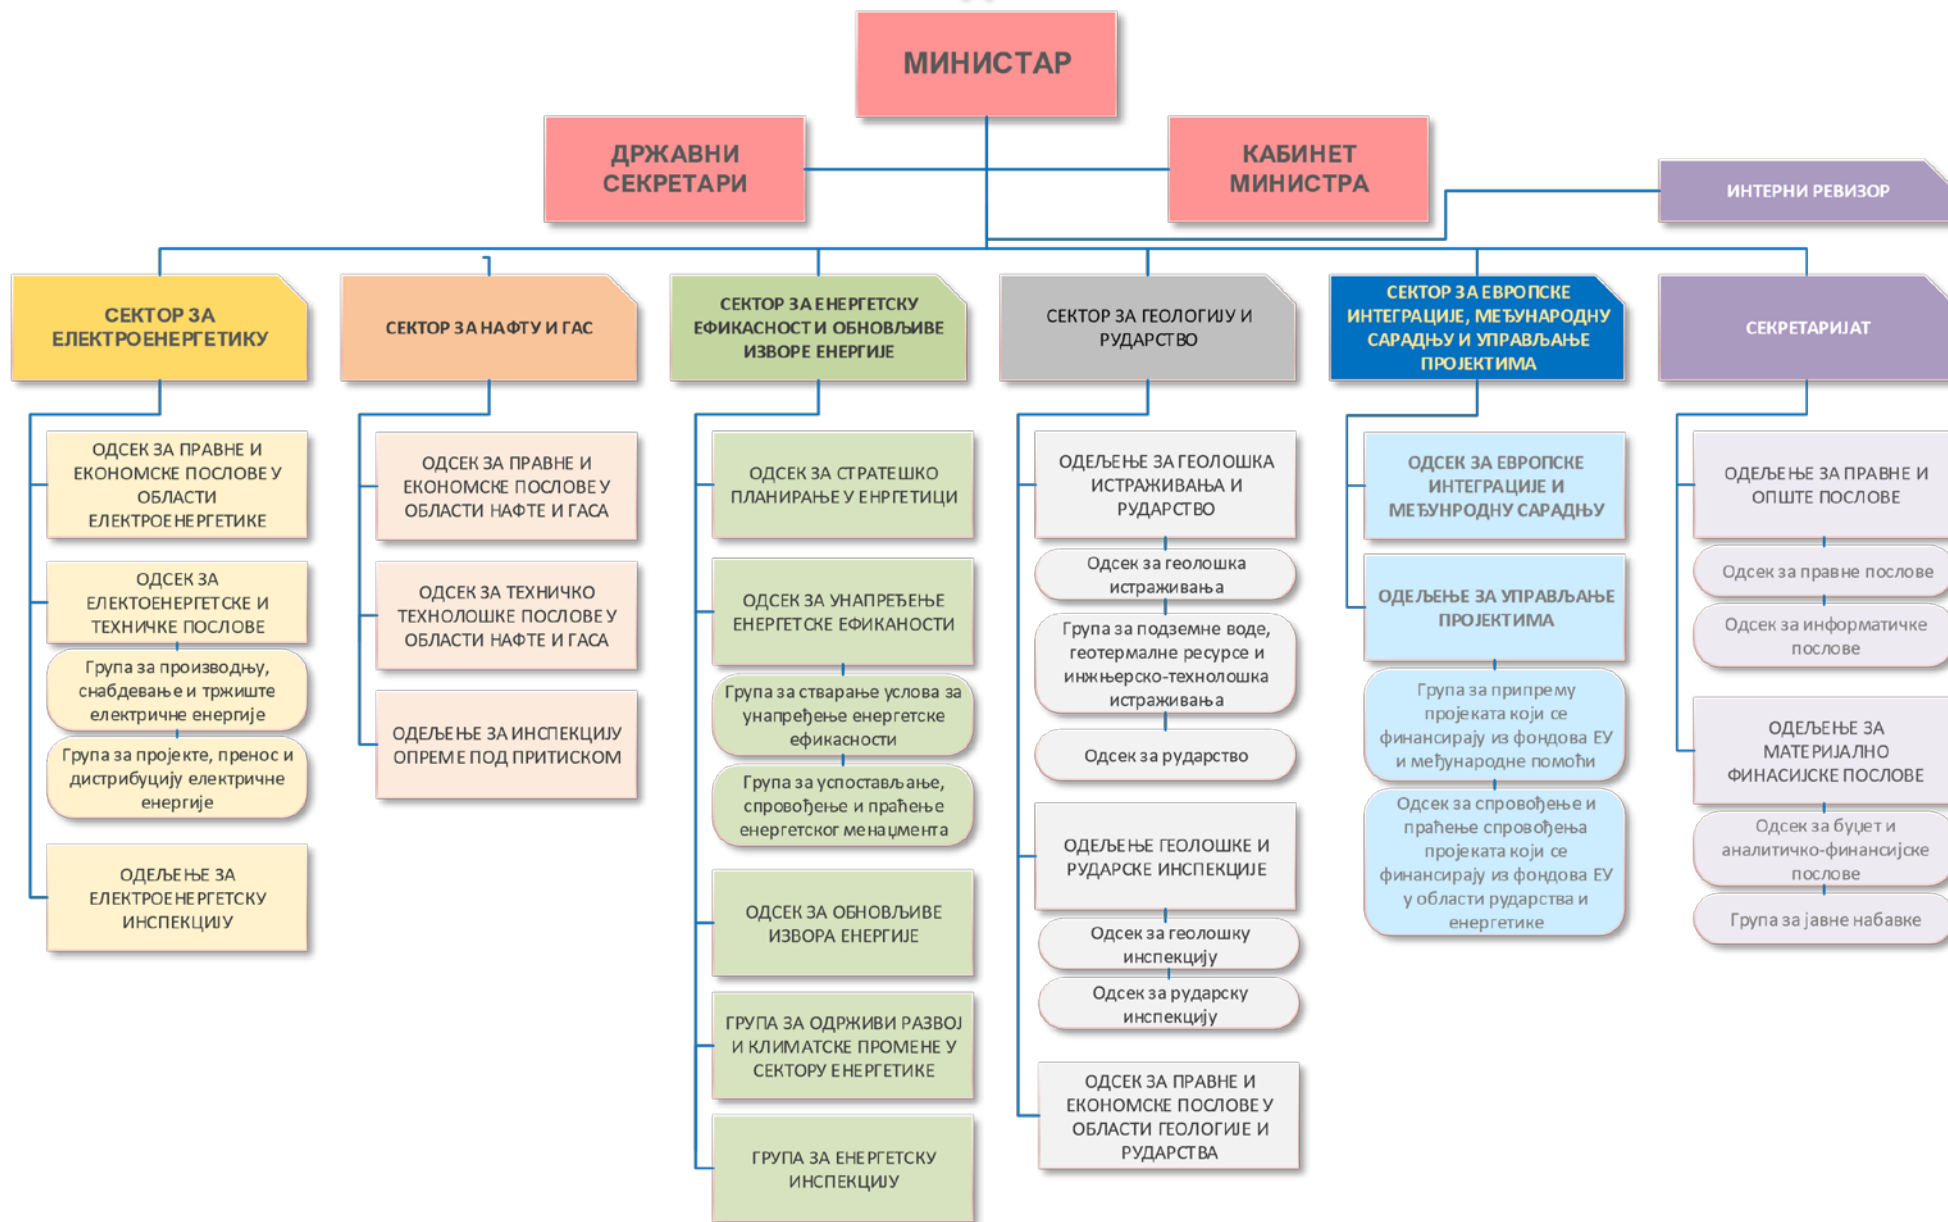 МИНИСТАР
ДРЖАВНИ
СЕКРЕТАРИ
КАБИНЕТ
МИНИСТРА
ИНТЕРНИ РЕВИЗОР
СЕКТОР ЗА
ЕЛЕКТРОЕНЕРГЕТИКУ
ОДСЕК ЗА ПРАВНЕ И
ЕКОНОМСКЕ ПОСЛОВЕ У
ОБЛАСТИ
ЕЛЕКТРОЕНЕРГЕТИКЕ
ОДСЕК ЗА
ЕЛЕКТОЕНЕРГЕТСКЕ И
ТЕХНИЧКЕ ПОСЛОВЕ
Група за производњу,
снабдевање и тржиште
електричне енергије
Група за пројекте, пренос и
дистрибуцију електричне
енергије
ОДЕЉЕЊЕ ЗА
ЕЛЕКТРОЕНЕРГЕТСКУ
ИНСПЕКЦИЈУ
СЕКТОР ЗА НАФТУ И ГАС
ОДСЕК ЗА ПРАВНЕ И
ЕКОНОМСКЕ ПОСЛОВЕ У
ОБЛАСТИ НАФТЕ И ГАСА
ОДСЕК ЗА ТЕХНИЧКО
ТЕХНОЛОШКЕ ПОСЛОВЕ У
ОБЛАСТИ НАФТЕ И ГАСА
ОДЕЉЕЊЕ ЗА ИНСПЕКЦИЈУ
ОПРЕМЕ ПОД ПРИТИСКОМ
СЕКТОР ЗА ЕНЕРГЕТСКУ
ЕФИКАСНОСТ И ОБНОВЉИВЕ
ИЗВОРЕ ЕНЕРГИЈЕ
ОДСЕК ЗА СТРАТЕШКО
ПЛАНИРАЊЕ У ЕНРГЕТИЦИ
ОДСЕК ЗА УНАПРЕЂЕЊЕ
ЕНЕРГЕТСКЕ ЕФИКАНОСТИ
Група за стварање услова за
унапређење енергетске
ефикасности
Група за успостављање,
спровођење и праћење
енергетског менаџмента
ОДСЕК ЗА ОБНОВЉИВЕ
ИЗВОРА ЕНЕРГИЈЕ
ГРУПА ЗА ОДРЖИВИ РАЗВОЈ
И КЛИМАТСКЕ ПРОМЕНЕ У
СЕКТОРУ ЕНЕРГЕТИКЕ
ГРУПА ЗА ЕНЕРГЕТСКУ
ИНСПЕКЦИЈУ
СЕКТОР ЗА ГЕОЛОГИЈУ И
РУДАРСТВО
ОДЕЉЕЊЕ ЗА ГЕОЛОШКА
ИСТРАЖИВАЊА И
РУДАРСТВО
Одсек за геолошка
истраживања
Група за подземне воде,
геотермалне ресурсе и
инжњерско-технолошка
истраживања
Одсек за рударство
ОДЕЉЕЊЕ ГЕОЛОШКЕ И
РУДАРСКЕ ИНСПЕКЦИЈЕ
Одсек за геолошку
инспекцију
Одсек за рударску
инспекцију
ОДСЕК ЗА ПРАВНЕ И
ЕКОНОМСКЕ ПОСЛОВЕ У
ОБЛАСТИ ГЕОЛОГИЈЕ И
РУДАРСТВА
СЕКТОР ЗА ЕВРОПСКЕ
ИНТЕГРАЦИЈЕ, МЕЂУНАРОДНУ
САРАДЊУ И УПРАВЉАЊЕ
ПРОЈЕКТИМА
ОДСЕК ЗА ЕВРОПСКЕ
ИНТЕГРАЦИЈЕ И
МЕЂУНРОДНУ САРАДЊУ
ОДЕЉЕЊЕ ЗА УПРАВЉАЊЕ
ПРОЈЕКТИМА
Група за припрему
пројеката који се
финансирају из фондова ЕУ
и међународне помоћи
Одсек за спровођење и
праћење спровођења
пројеката који се
финансирају из фондова ЕУ
у области рударства и
енергетике
СЕКРЕТАРИЈАТ
ОДЕЉЕЊЕ ЗА ПРАВНЕ И
ОПШТЕ ПОСЛОВЕ
Одсек за правне послове
Одсек за информатичке
послове
ОДЕЉЕЊЕ ЗА
МАТЕРИЈАЛНО
ФИНАСИЈСКЕ ПОСЛОВЕ
Одсек за буџет и
аналитичко-финансијске
послове
Група за јавне набавке